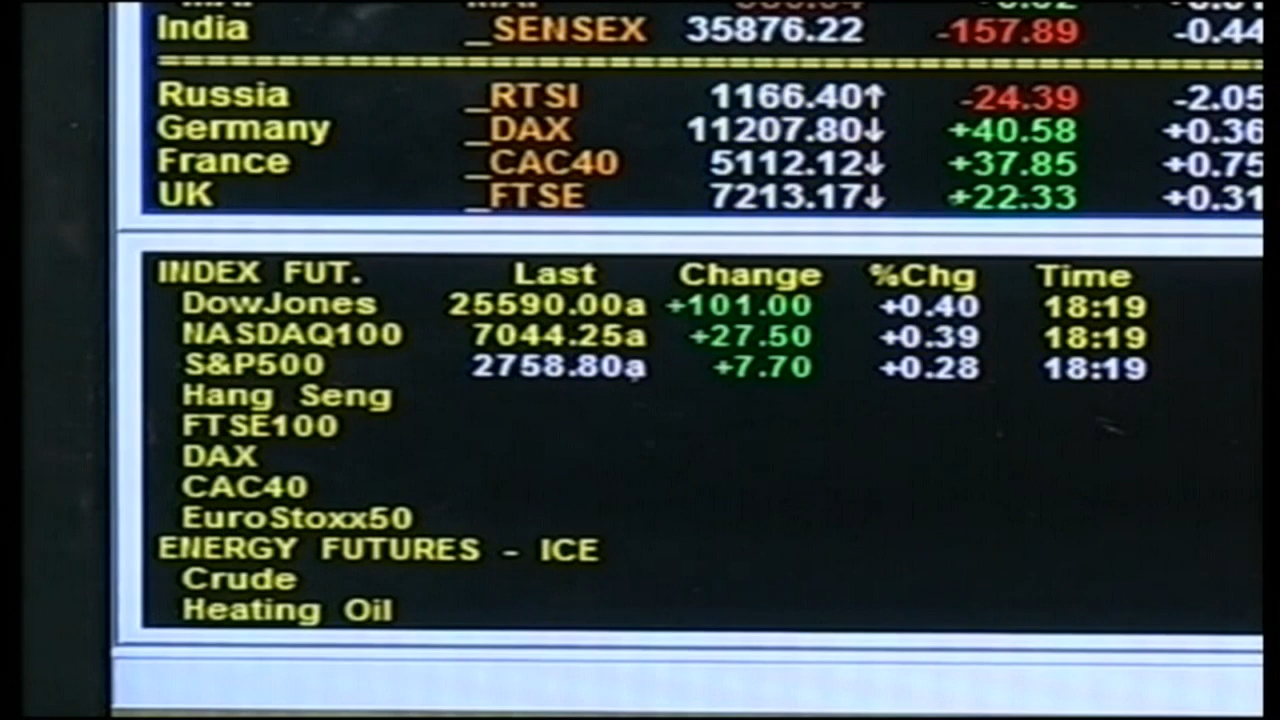 India _SENSEX 35876.22 -157.89 -0.44
Russia _RTSI 1166.40↑ -24.39 -2.05
Germany _DAX 11207.80↓ +40.58 +0.36
France _CAC40 5112.12↓ +37.85 +0.75
UK _FTSE 7213.17↓ +22.33 +0.31
INDEX FUT. Last Change %Chg Time
DowJones 25590.00a +101.00 +0.40 18:19
NASDAQ100 7044.25a +27.50 +0.39 18:19
S&P500 2758.80a +7.70 +0.28 18:19
Hang Seng
FTSE100
DAX
CAC40
EuroStoxx50
ENERGY FUTURES - ICE
Crude
Heating Oil